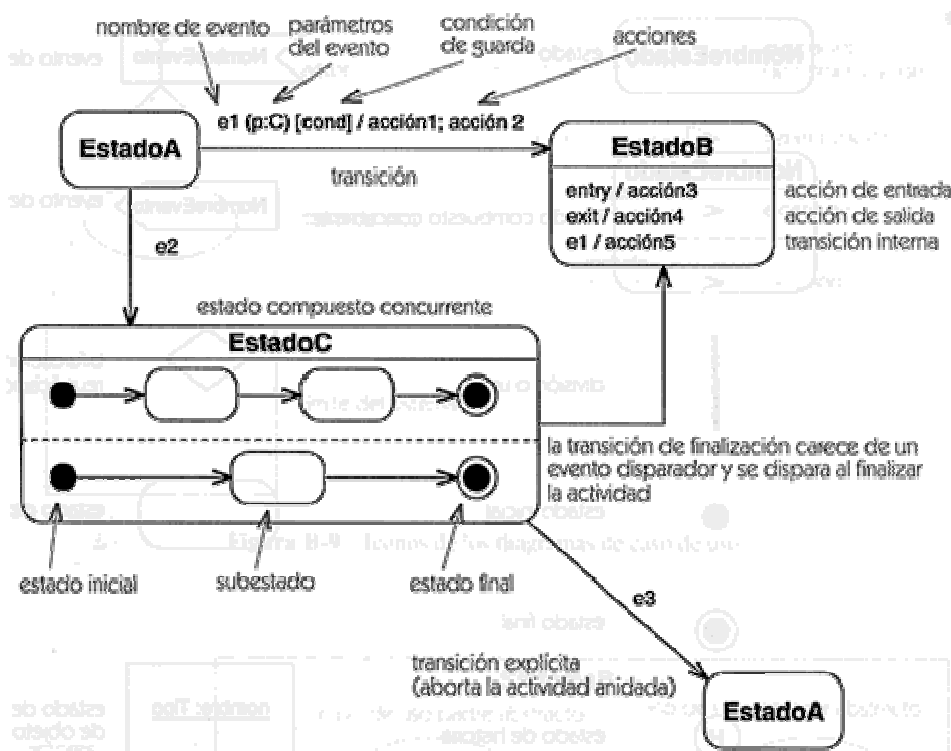 nombre de evento
parámetros
del evento
condición
de guarda
acciones
e1 (p:C) [cond] / acción1; acción 2
EstadoA
transición
EstadoB
entry / acción3
exit / acción4
e1 / acción5
acción de entrada
acción de salida
transición interna
e2
estado compuesto concurrente
EstadoC
la transición de finalización carece de un
evento disparador y se dispara al finalizar
la actividad
estado inicial
subestado
estado final
e3
transición explícita
(aborta la actividad anidada)
EstadoA